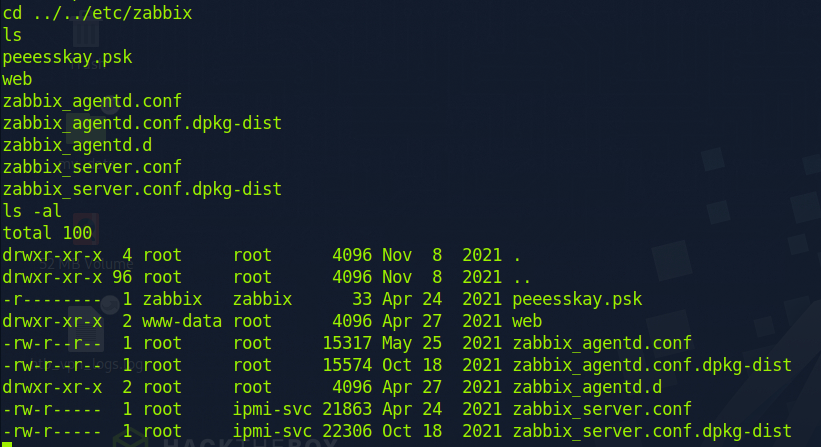 cd ../../etc/zabbix
ls
peeesskay.psk
web
zabbix_agentd.conf
zabbix_agentd.conf.dpkg-dist
zabbix_agentd.d
zabbix_server.conf
zabbix_server.conf.dpkg-dist
ls -al
total 100
drwxr-xr-x  4 root     root      4096 Nov  8  2021 .
drwxr-xr-x 96 root     root      4096 Nov  8  2021 ..
-r--------  1 zabbix   zabbix      33 Apr 24  2021 peeesskay.psk
drwxr-xr-x  2 www-data root      4096 Apr 27  2021 web
-rw-r--r--  1 root     root     15317 May 25  2021 zabbix_agentd.conf
-rw-r--r--  1 root     root     15574 Oct 18  2021 zabbix_agentd.conf.dpkg-dist
drwxr-xr-x  2 root     root      4096 Apr 27  2021 zabbix_agentd.d
-rw-r-----  1 root     ipmi-svc 21863 Apr 24  2021 zabbix_server.conf
-rw-r-----  1 root     ipmi-svc 22306 Oct 18  2021 zabbix_server.conf.dpkg-dist
HACKTHEBOX